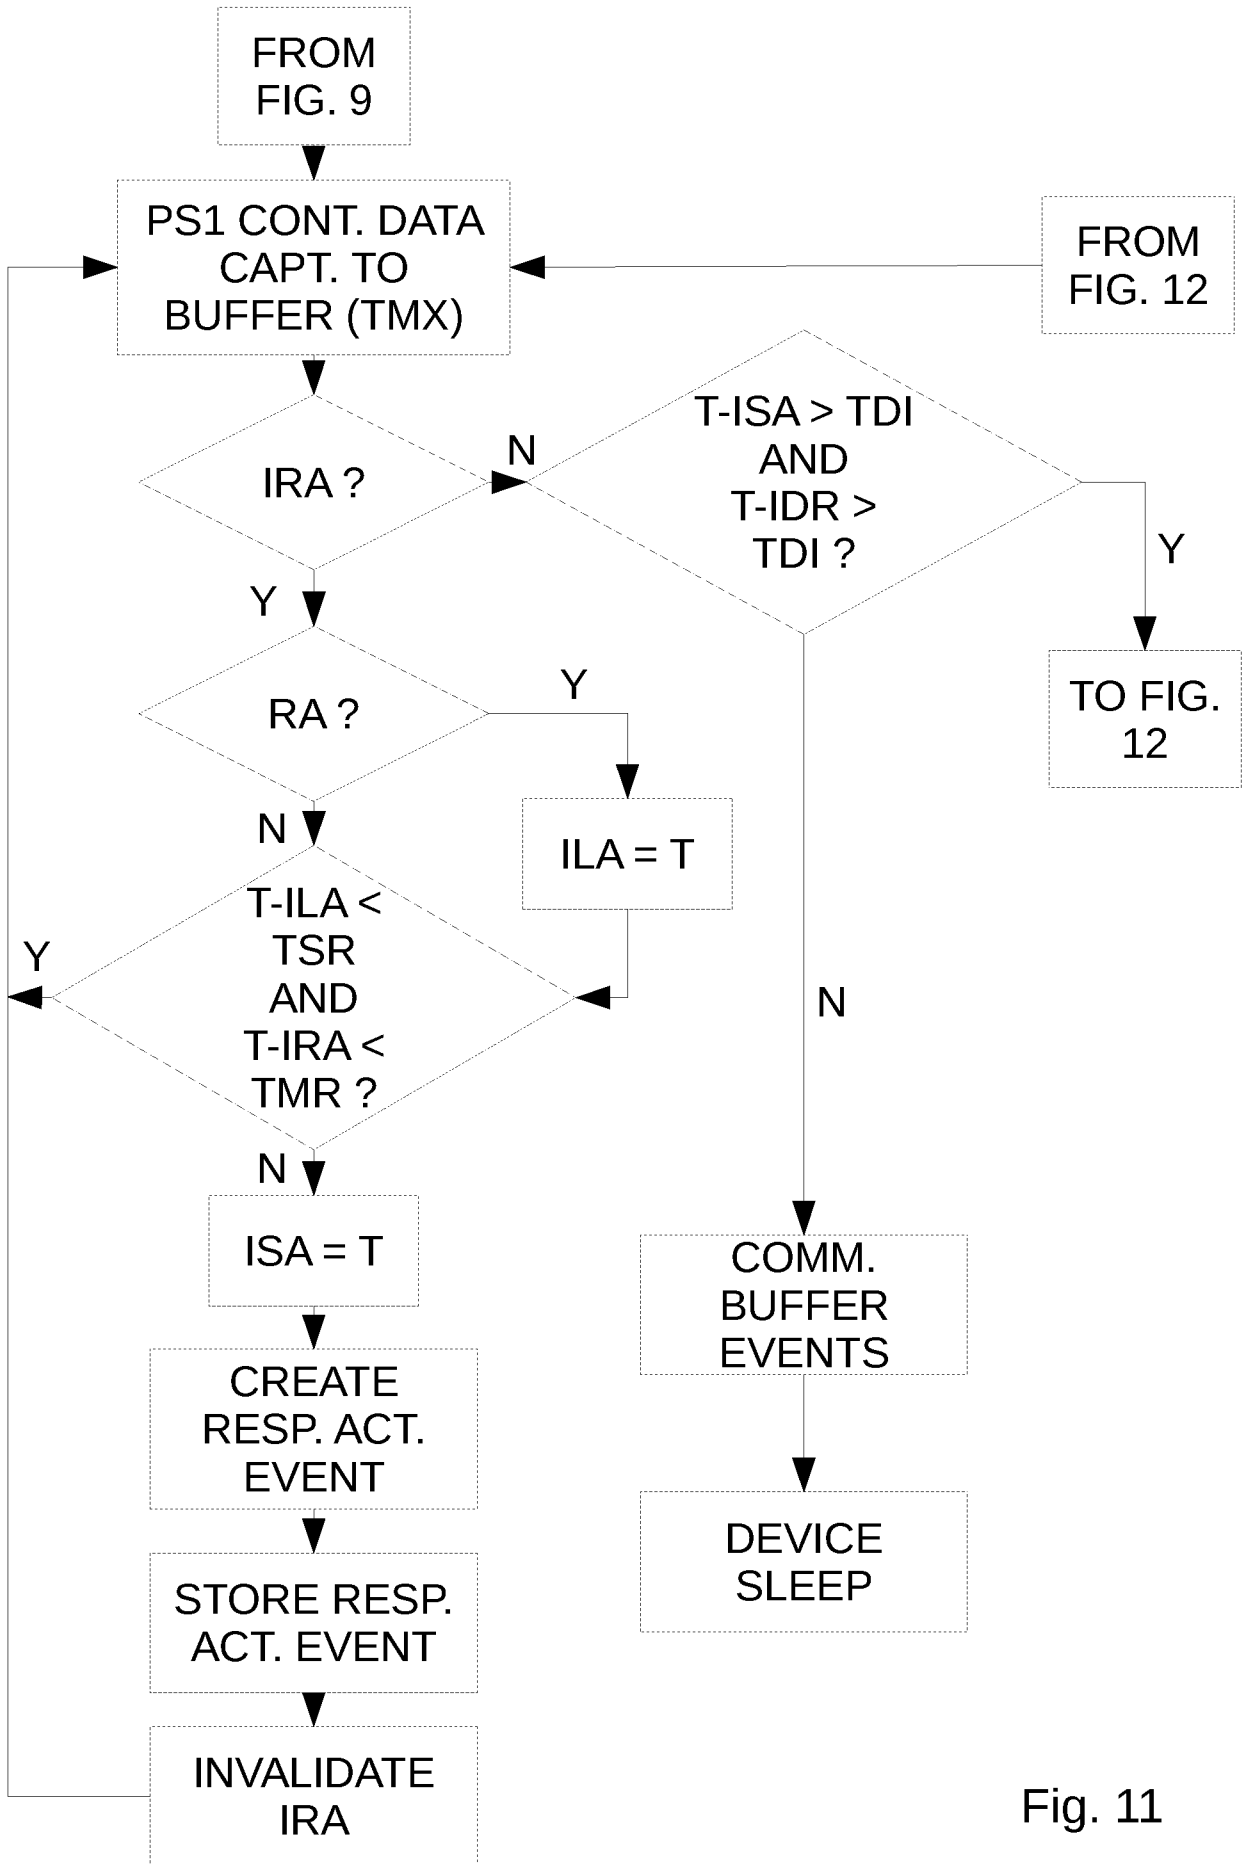 FROM
FIG. 9
PS1 CONT. DATA
CAPT. TO
BUFFER (TMX)
FROM
FIG. 12
IRA ?
N
T-ISA > TDI
AND
T-IDR >
TDI ?
Y
Y
TO FIG.
12
RA ?
Y
N
ILA = T
T-ILA <
TSR
AND
T-IRA <
TMR ?
Y
N
N
ISA = T
COMM.
BUFFER
EVENTS
CREATE
RESP. ACT.
EVENT
DEVICE
SLEEP
STORE RESP.
ACT. EVENT
INVALIDATE
IRA
Fig. 11